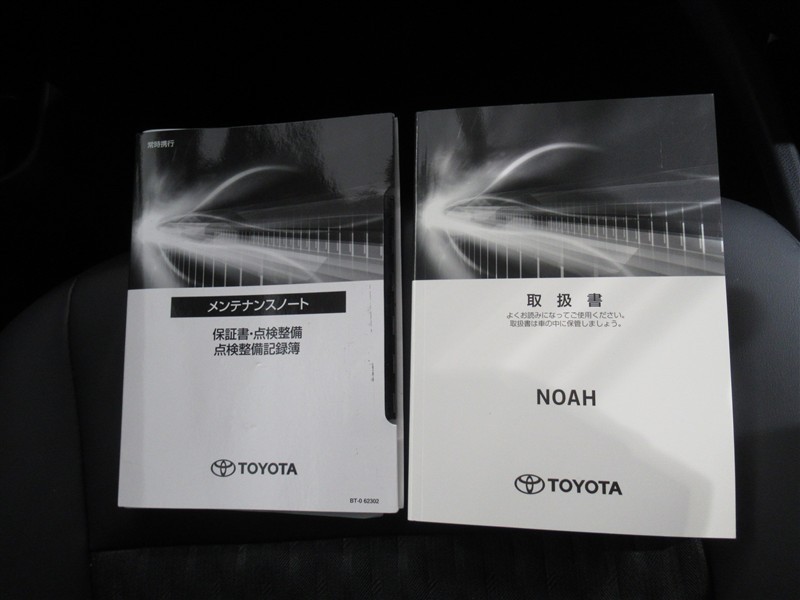 常時携行
メンテナンスノート
保証書・点検整備
点検整備記録簿
TOYOTA
BT-0 62302
取扱書
よくお読みになってご使用ください。
取扱書は車の中に保管しましょう。
NOAH
TOYOTA